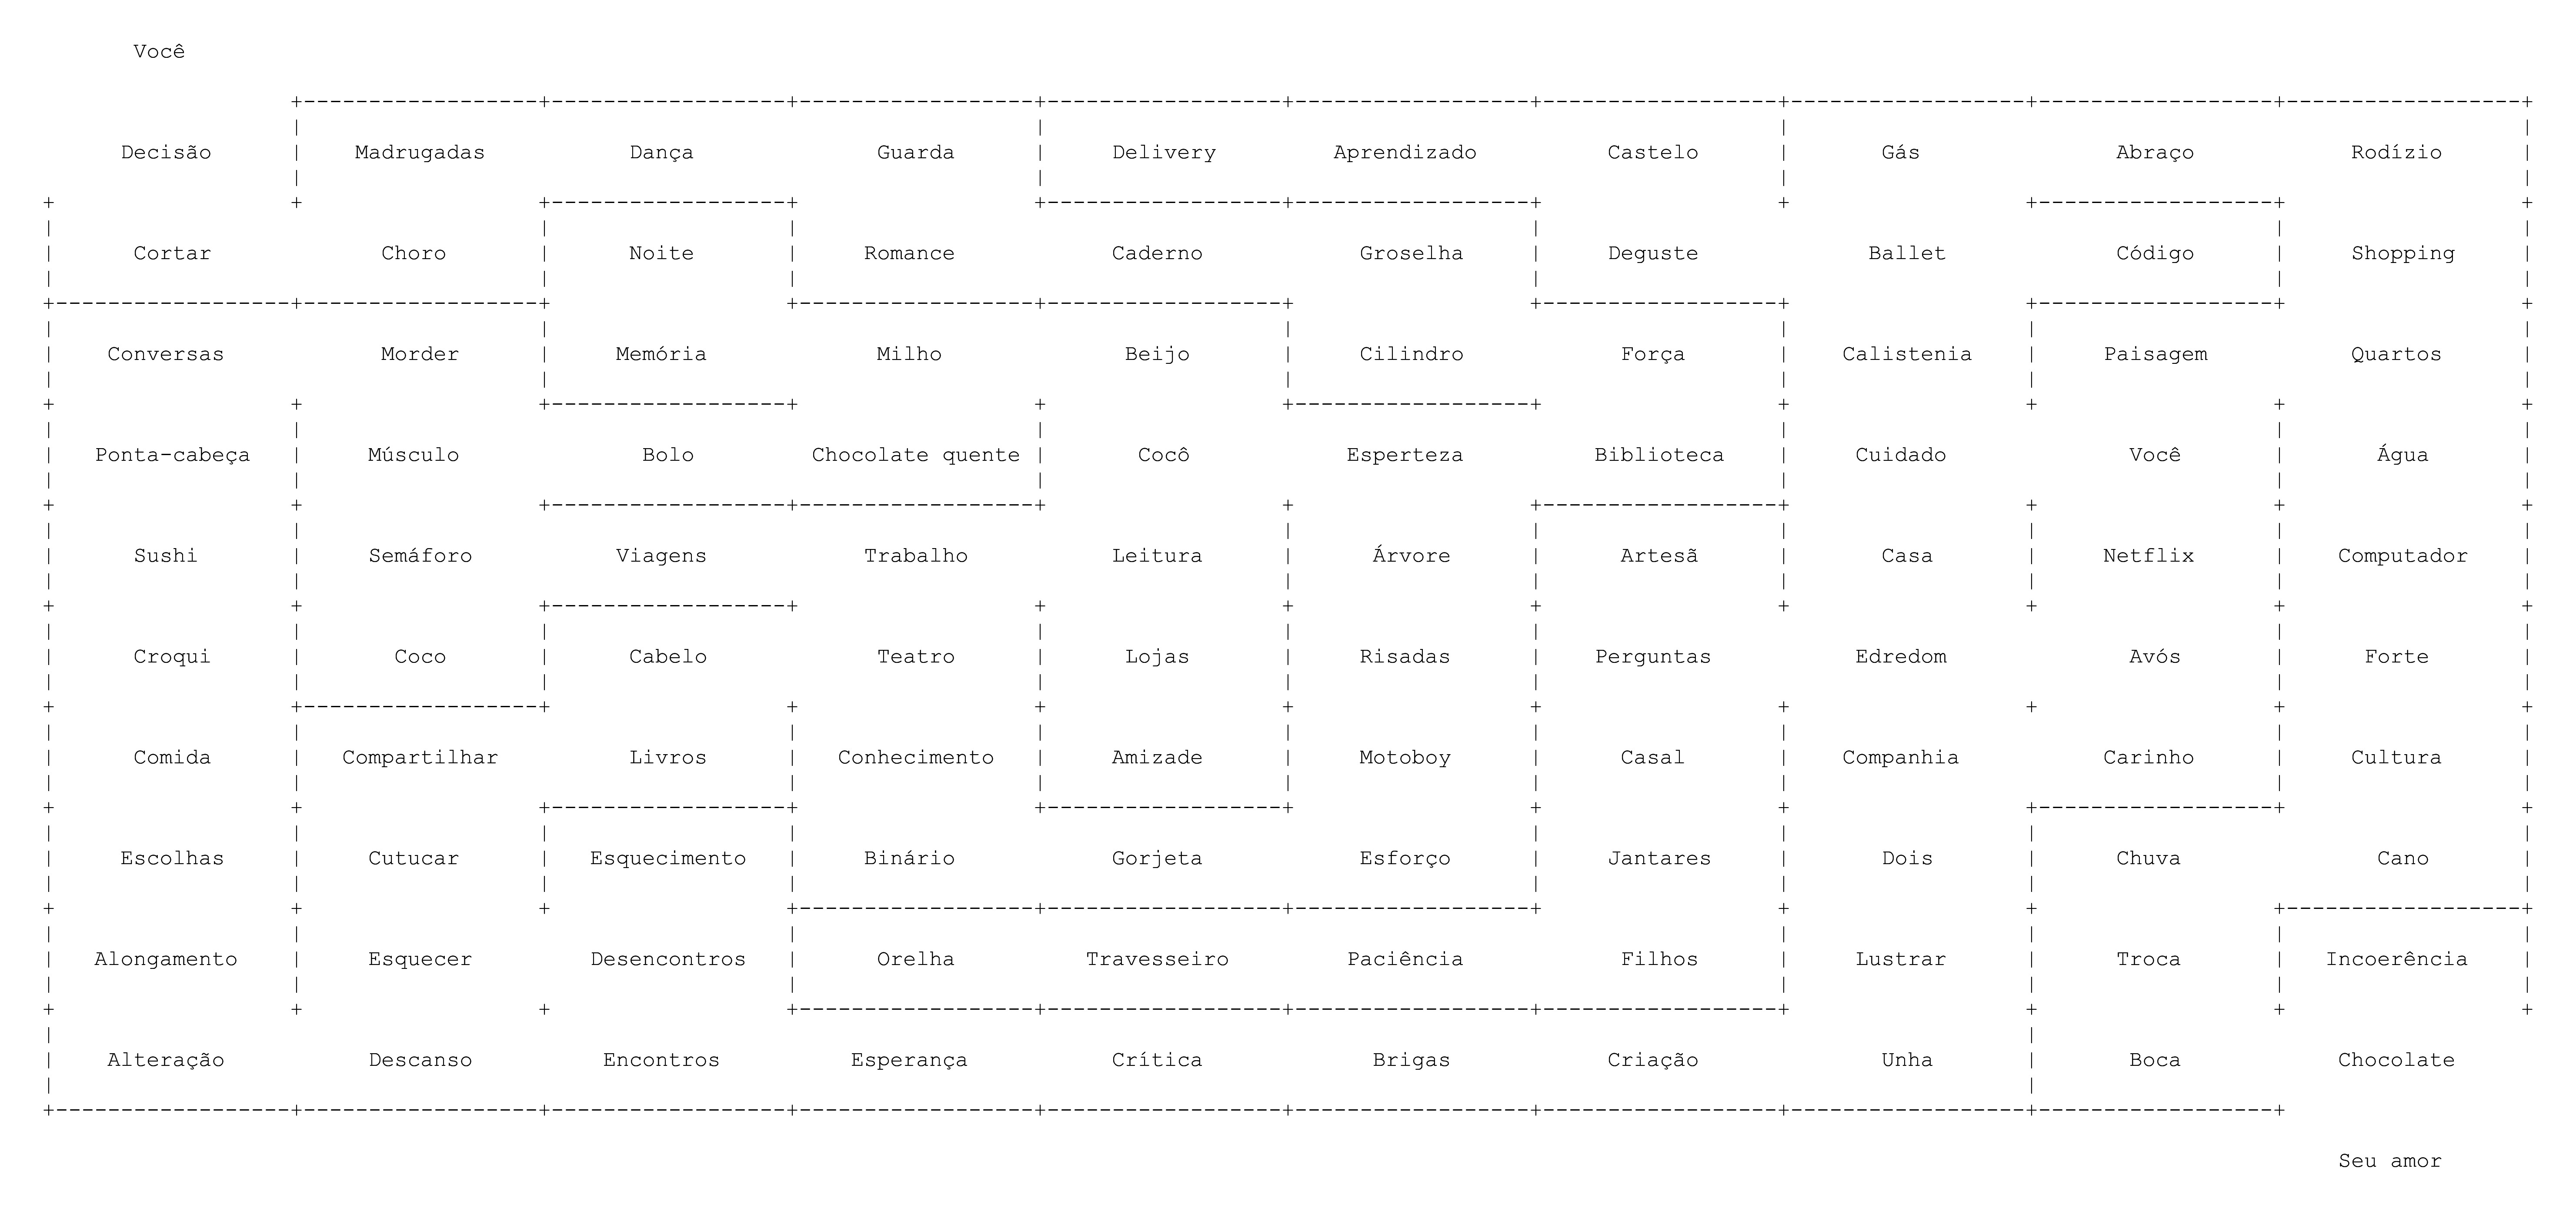 Você
Decisão Madrugadas Dança Guarda Delivery Aprendizado Castelo Gás Abraço Rodízio
Cortar Choro Noite Romance Caderno Groselha Deguste Ballet Código Shopping
Conversas Morder Memória Milho Beijo Cilindro Força Calistenia Paisagem Quartos
Ponta-cabeça Músculo Bolo Chocolate quente Cocô Esperteza Biblioteca Cuidado Você Água
Sushi Semáforo Viagens Trabalho Leitura Árvore Artesã Casa Netflix Computador
Croqui Coco Cabelo Teatro Lojas Risadas Perguntas Edredom Avós Forte
Comida Compartilhar Livros Conhecimento Amizade Motoboy Casal Companhia Carinho Cultura
Escolhas Cutucar Esquecimento Binário Gorjeta Esforço Jantares Dois Chuva Cano
Alongamento Esquecer Desencontros Orelha Travesseiro Paciência Filhos Lustrar Troca Incoerência
Alteração Descanso Encontros Esperança Crítica Brigas Criação Unha Boca Chocolate
Seu amor